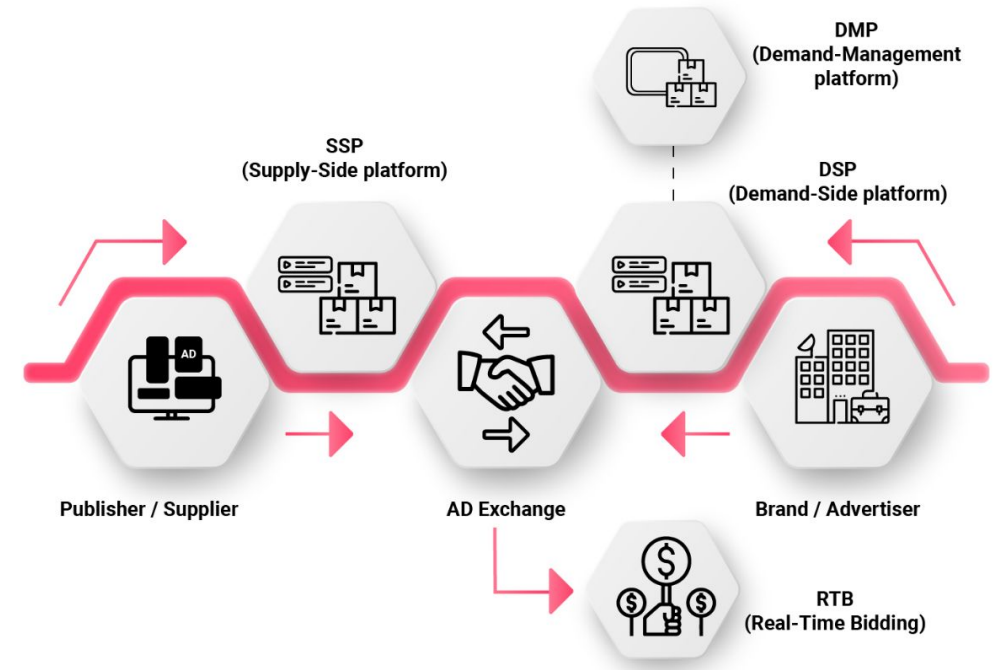 DMP
(Demand-Management
platform)
SSP
(Supply-Side platform)
DSP
(Demand-Side platform)
AD
Publisher / Supplier
AD Exchange
Brand / Advertiser
RTB
(Real-Time Bidding)